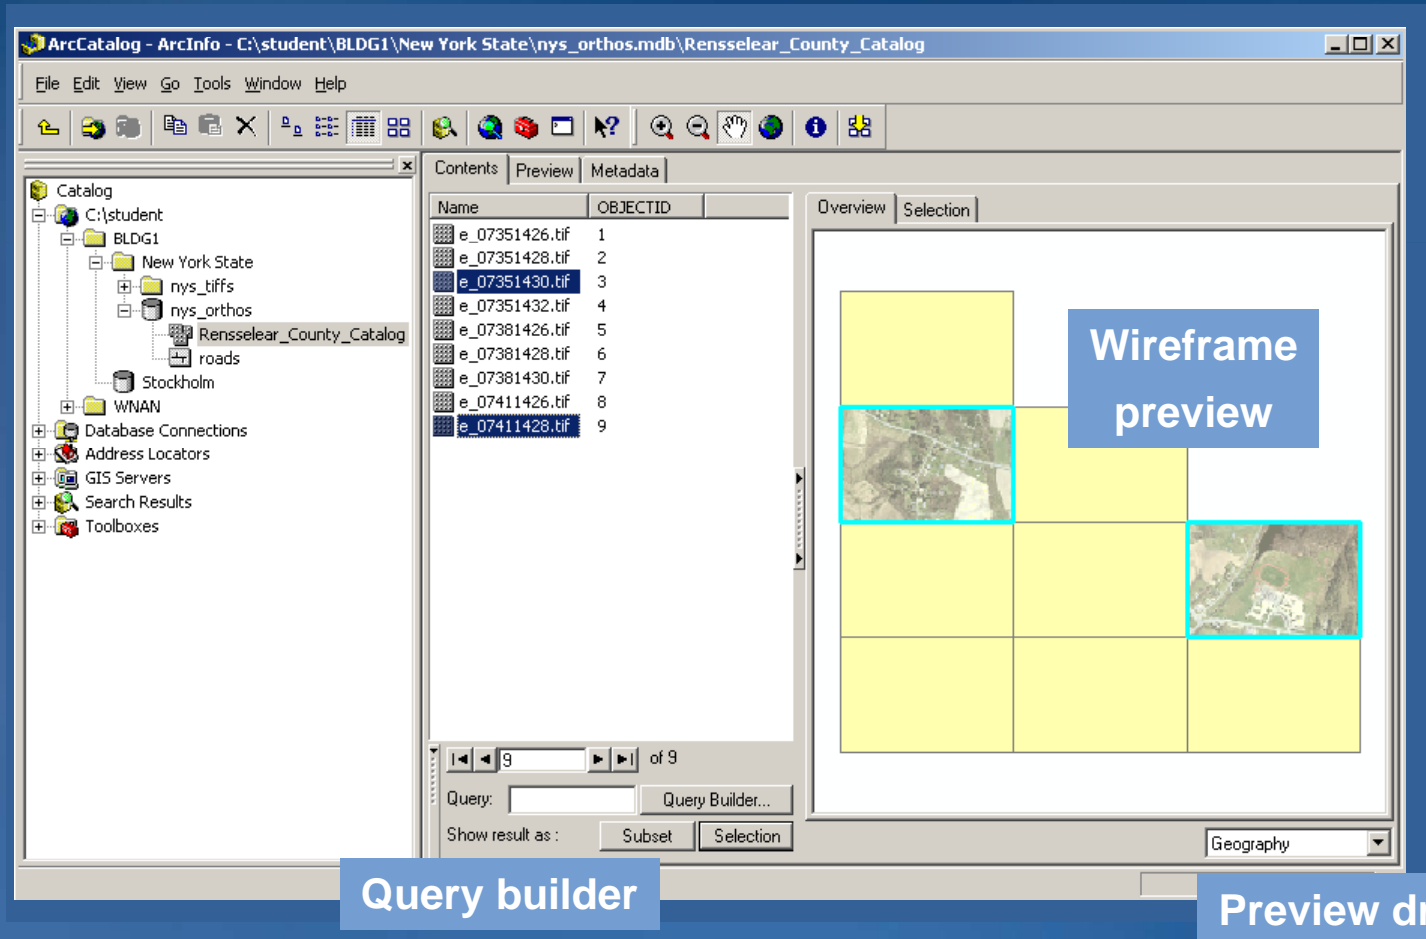 ArcCatalog - ArcInfo - C:\student\BLDG1\New York State\nys_orthos.mdb\Rensselear_County_Catalog
File Edit View Go Tools Window Help
Catalog
C:\student
BLDG1
New York State
nys_tiffs
nys_orthos
Rensselear_County_Catalog
roads
Stockholm
WNAN
Database Connections
Address Locators
GIS Servers
Search Results
Toolboxes
Contents Preview Metadata
Name OBJECTID
e_07351426.tif 1
e_07351428.tif 2
e_07351430.tif 3
e_07351432.tif 4
e_07381426.tif 5
e_07381428.tif 6
e_07381430.tif 7
e_07411426.tif 8
e_07411428.tif 9
9 of 9
Query: Query Builder...
Show result as : Subset Selection
Overview Selection
Wireframe
preview
Geography
Query builder
Preview